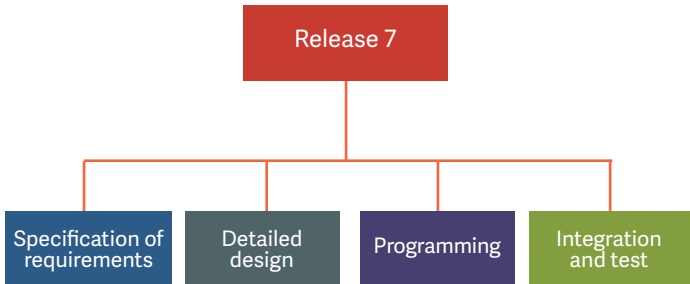 Release 7
Specification of
requirements
Detailed
design
Programming
Integration
and test